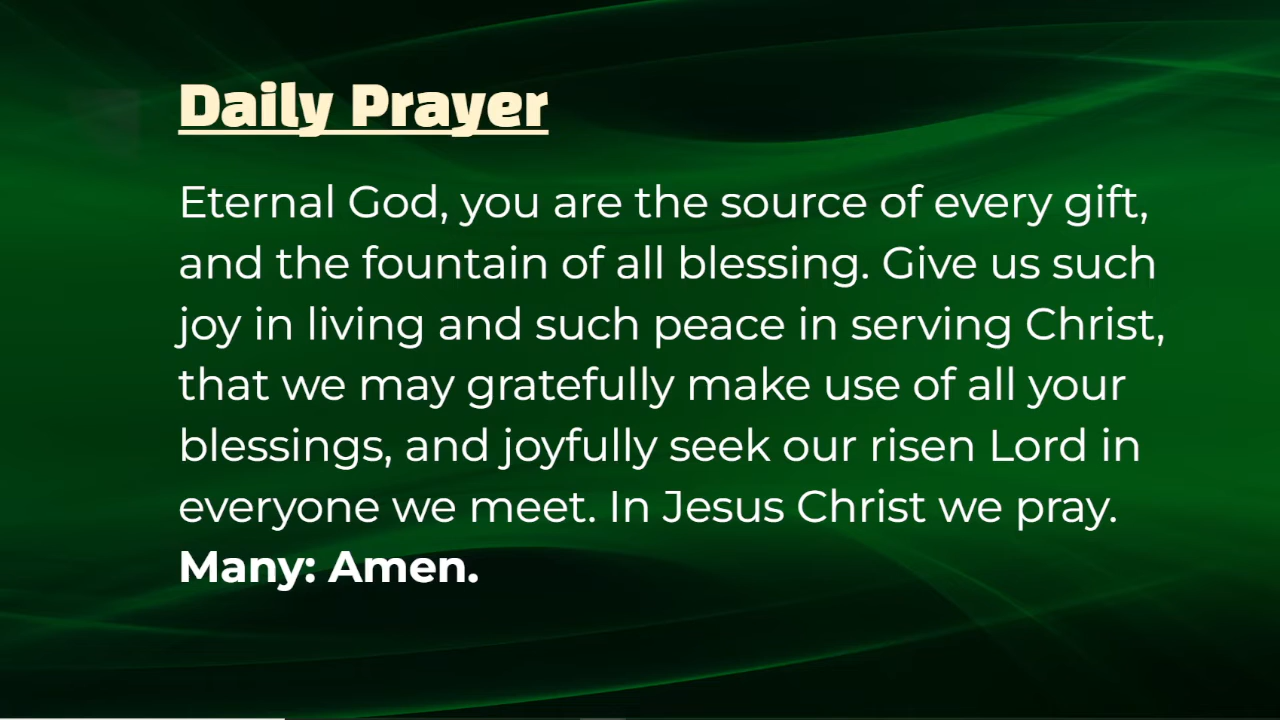 Daily Prayer
Eternal God, you are the source of every gift,
and the fountain of all blessing. Give us such
joy in living and such peace in serving Christ,
that we may gratefully make use of all your
blessings, and joyfully seek our risen Lord in
everyone we meet. In Jesus Christ we pray.
Many: Amen.